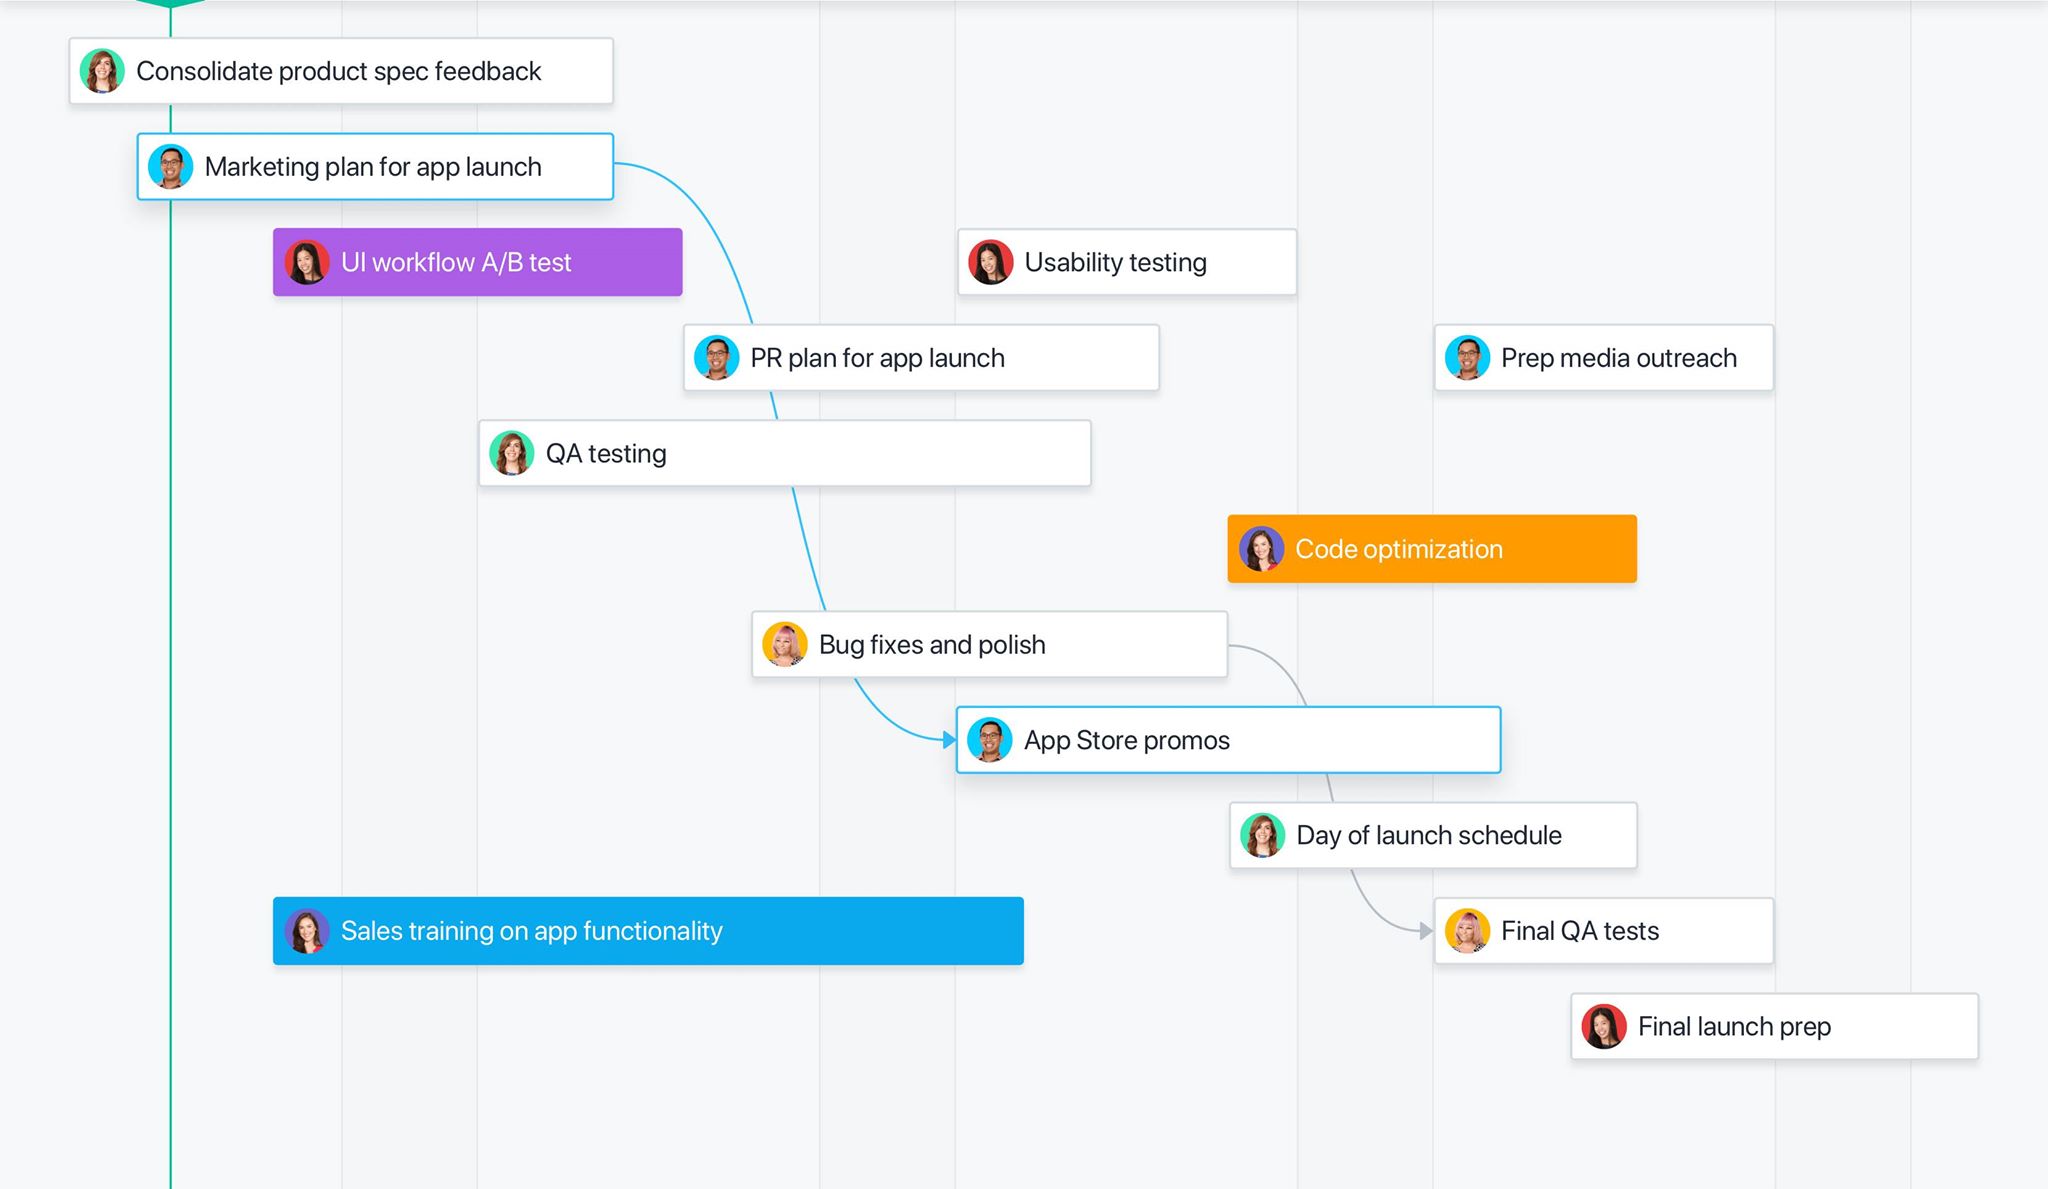 Consolidate product spec feedback
Marketing plan for app launch
UI workflow A/B test
Usability testing
PR plan for app launch
Prep media outreach
QA testing
Code optimization
Bug fixes and polish
App Store promos
Day of launch schedule
Sales training on app functionality
Final QA tests
Final launch prep